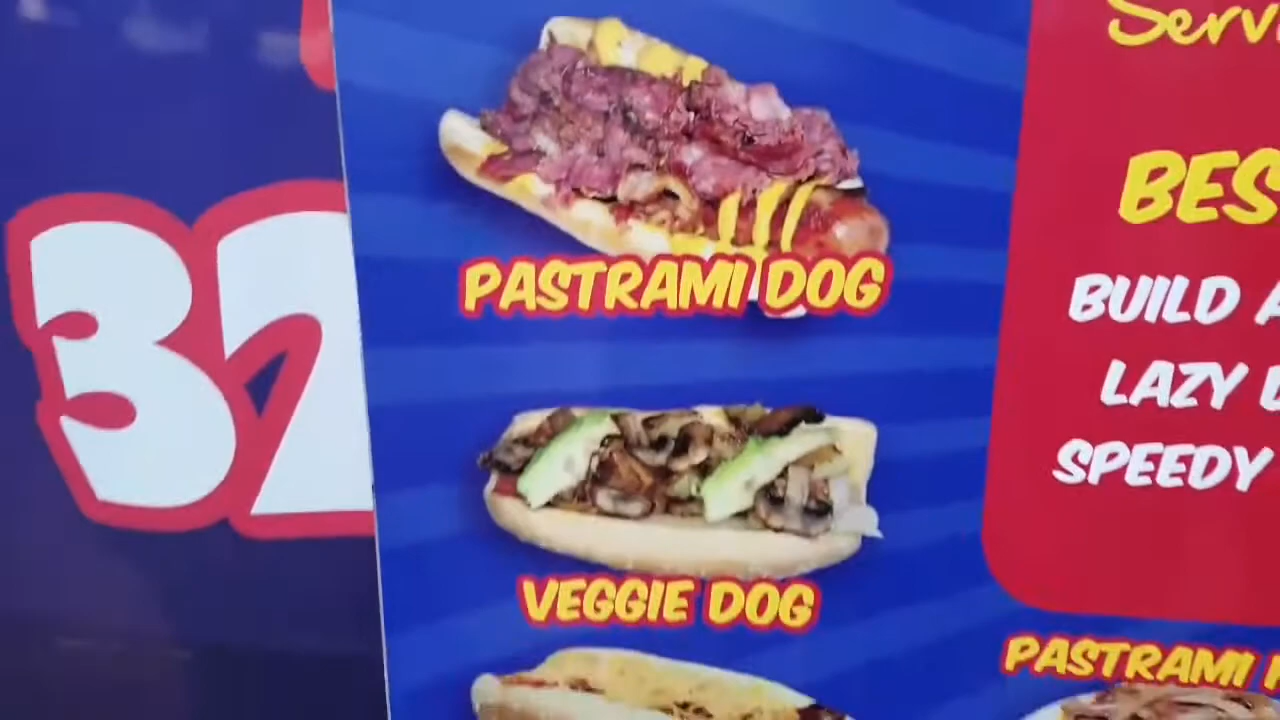 32
PASTRAMI DOG
VEGGIE DOG
Serv
BES
BUILD A
LAZY
SPEEDY
PASTRAMI